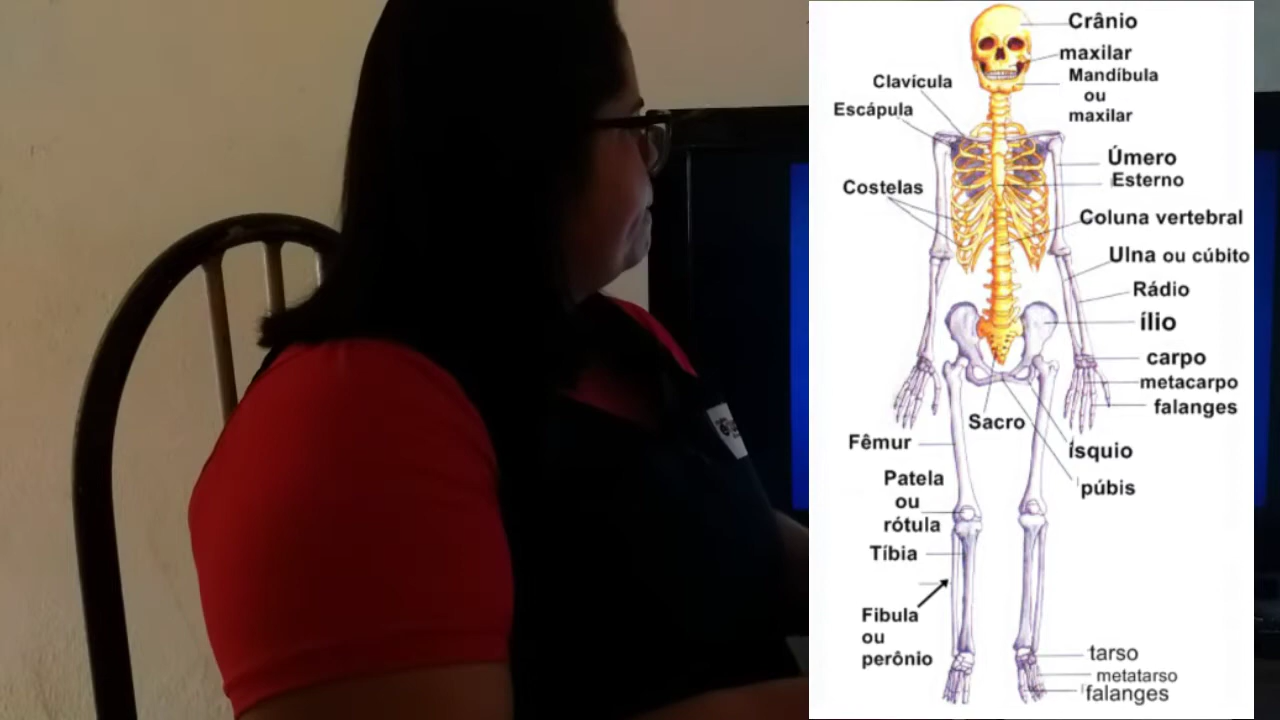 Crânio
maxilar
Mandíbula
ou
maxilar
Clavícula
Escápula
Úmero
Esterno
Costelas
Coluna vertebral
Ulna ou cúbito
Rádio
ílio
carpo
metacarpo
falanges
Sacro
Fêmur
ísquio
púbis
Patela
ou
rótula
Tíbia
Fibula
ou
perônio
tarso
metatarso
falanges